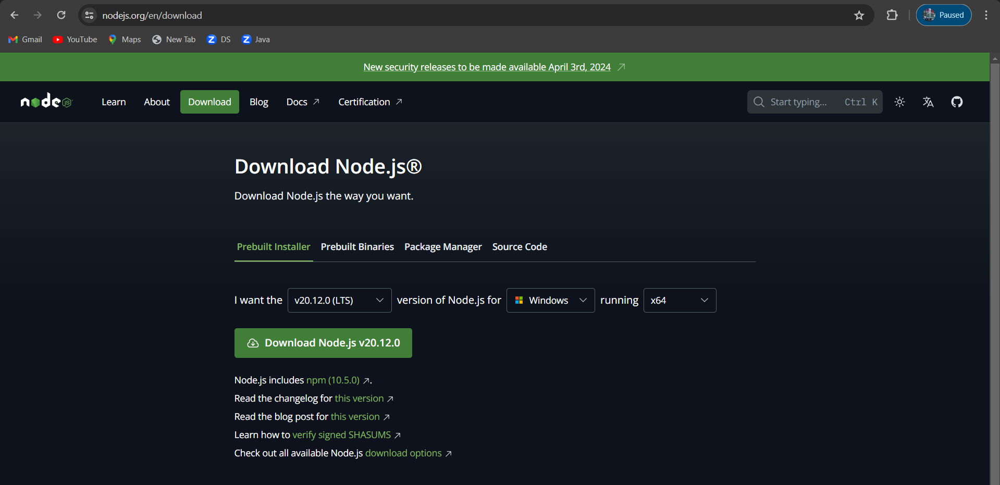 nodejs.org/en/download
Paused
Gmail YouTube Maps New Tab DS Java
New security releases to be made available April 3rd, 2024
node JS Learn About Download Blog Docs Certification Start typing... Ctrl K
Download Node.js®
Download Node.js the way you want.
Prebuilt Installer Prebuilt Binaries Package Manager Source Code
I want the v20.12.0 (LTS) version of Node.js for Windows running x64
Download Node.js v20.12.0
Node.js includes npm (10.5.0) .
Read the changelog for this version
Read the blog post for this version
Learn how to verify signed SHASUMS
Check out all available Node.js download options